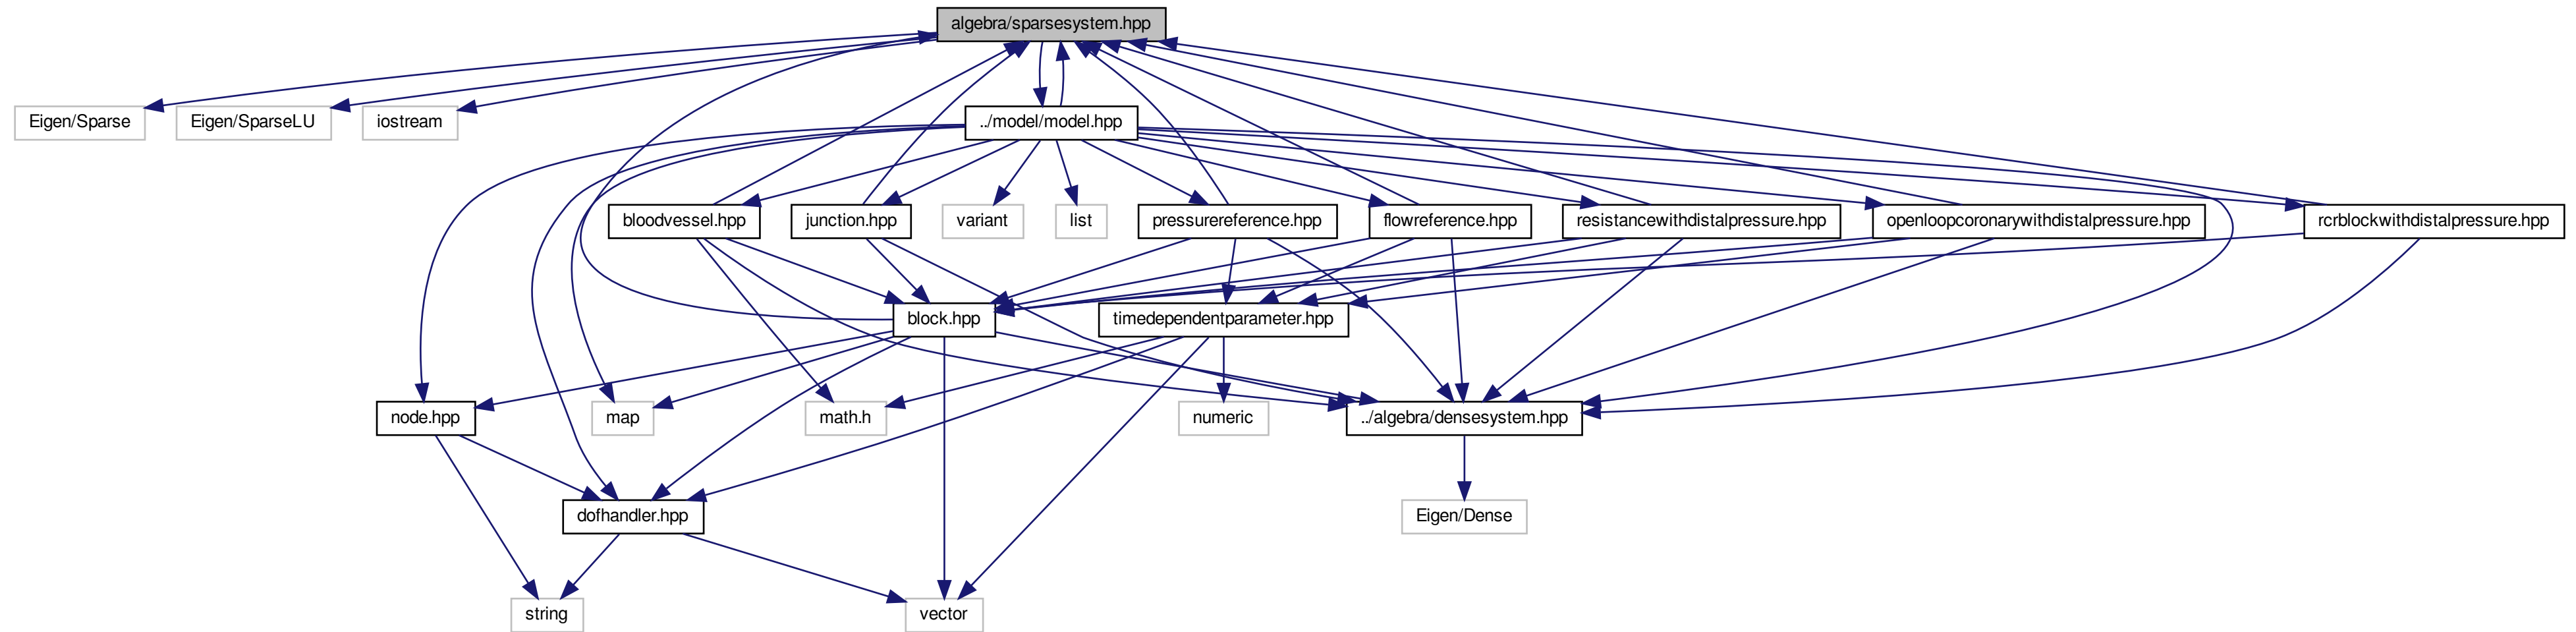 algebra/sparsesystem.hpp
Eigen/Sparse
Eigen/SparseLU
iostream
../model/model.hpp
bloodvessel.hpp
junction.hpp
variant
list
pressurereference.hpp
flowreference.hpp
resistancewithdistalpressure.hpp
openloopcoronarywithdistalpressure.hpp
rcrblockwithdistalpressure.hpp
block.hpp
timedependentparameter.hpp
node.hpp
map
math.h
numeric
../algebra/densesystem.hpp
dofhandler.hpp
Eigen/Dense
string
vector